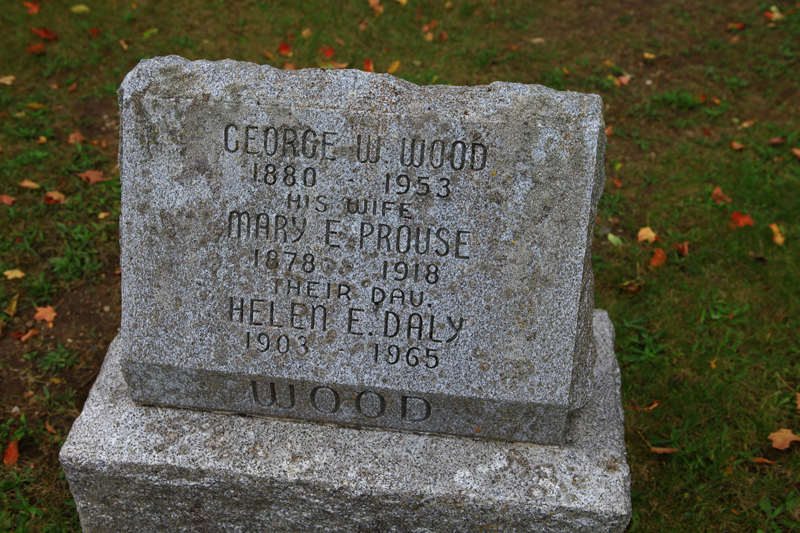 GEORGE W. WOOD
1880 - 1953
HIS WIFE
MARY E. PROUSE
1878 - 1918
THEIR DAU.
HELEN E. DALY
1903 - 1965
WOOD